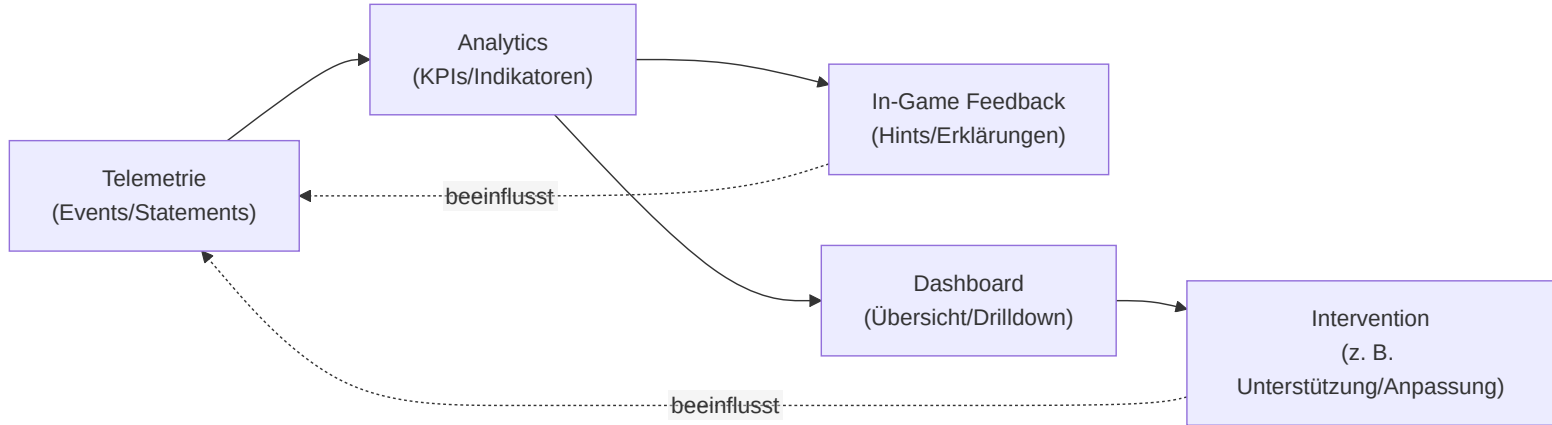 Analytics
(KPIs/Indikatoren)
In-Game Feedback
(Hints/Erklärungen)
Telemetrie
(Events/Statements)
beeinflusst
Dashboard
(Übersicht/Drilldown)
Intervention
(z. B.
Unterstützung/Anpassung)
beeinflusst